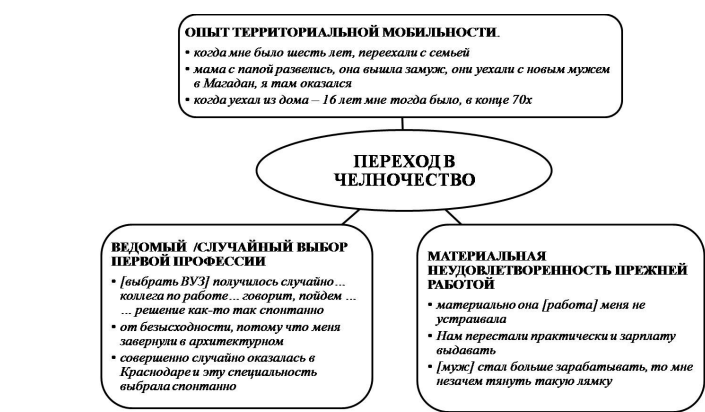 ОПЫТ ТЕРРИТОРИАЛЬНОЙ МОБИЛЬНОСТИ.
▪ когда мне было шесть лет, переехали с семьей
▪ мама с папой развелись, она вышла замуж, они уехали с новым мужем
в Магадан, я там оказался
▪ когда уехал из дома – 16 лет мне тогда было, в конце 70х
ПЕРЕХОД В
ЧЕЛНОЧЕСТВО
ВЕДОМЫЙ /СЛУЧАЙНЫЙ ВЫБОР
ПЕРВОЙ ПРОФЕССИИ
▪ [выбрать ВУЗ] получилось случайно…
коллега по работе… говорит, пойдем …
… решение как-то так спонтанно
▪ от безысходности, потому что меня
завернули в архитектурном
▪ совершенно случайно оказалась в
Краснодаре и эту специальность
выбрала спонтанно
МАТЕРИАЛЬНАЯ
НЕУДОВЛЕТВОРЕННОСТЬ ПРЕЖНЕЙ
РАБОТОЙ
▪ материально она [работа] меня не
устраивала
▪ Нам перестали практически и зарплату
выдавать
▪ [муж] стал больше зарабатывать, то мне
незачем тянуть такую лямку